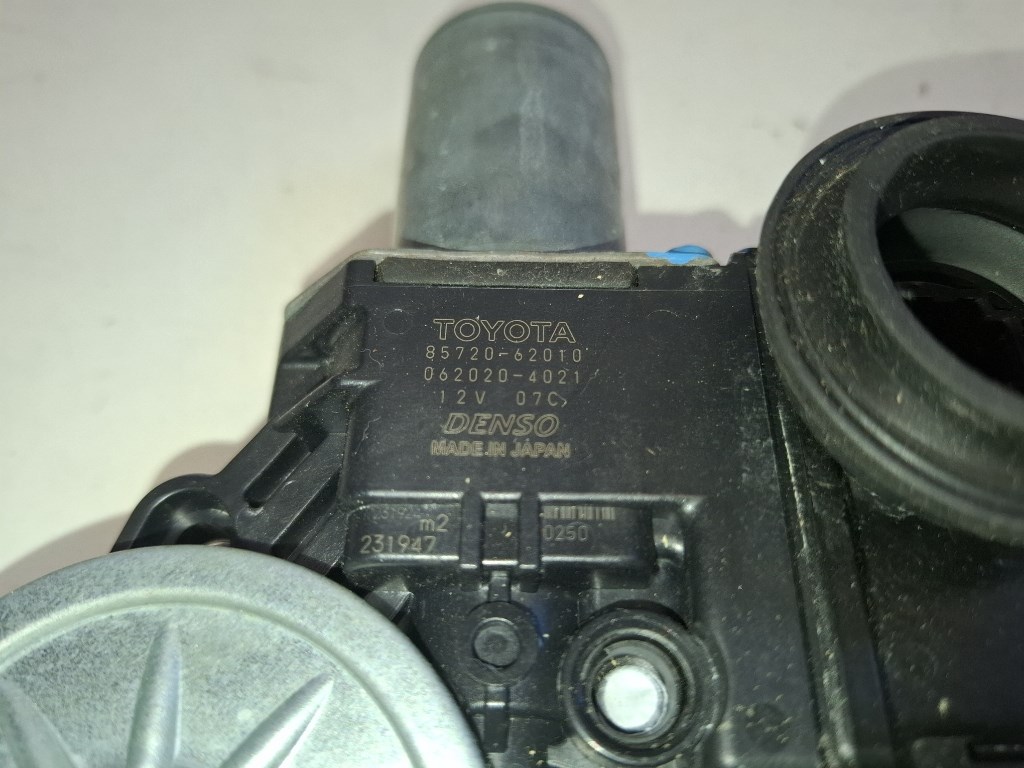 TOYOTA
85720-62010
062020-4021
12V 07C
DENSO
MADE IN JAPAN
m2
231947
0250